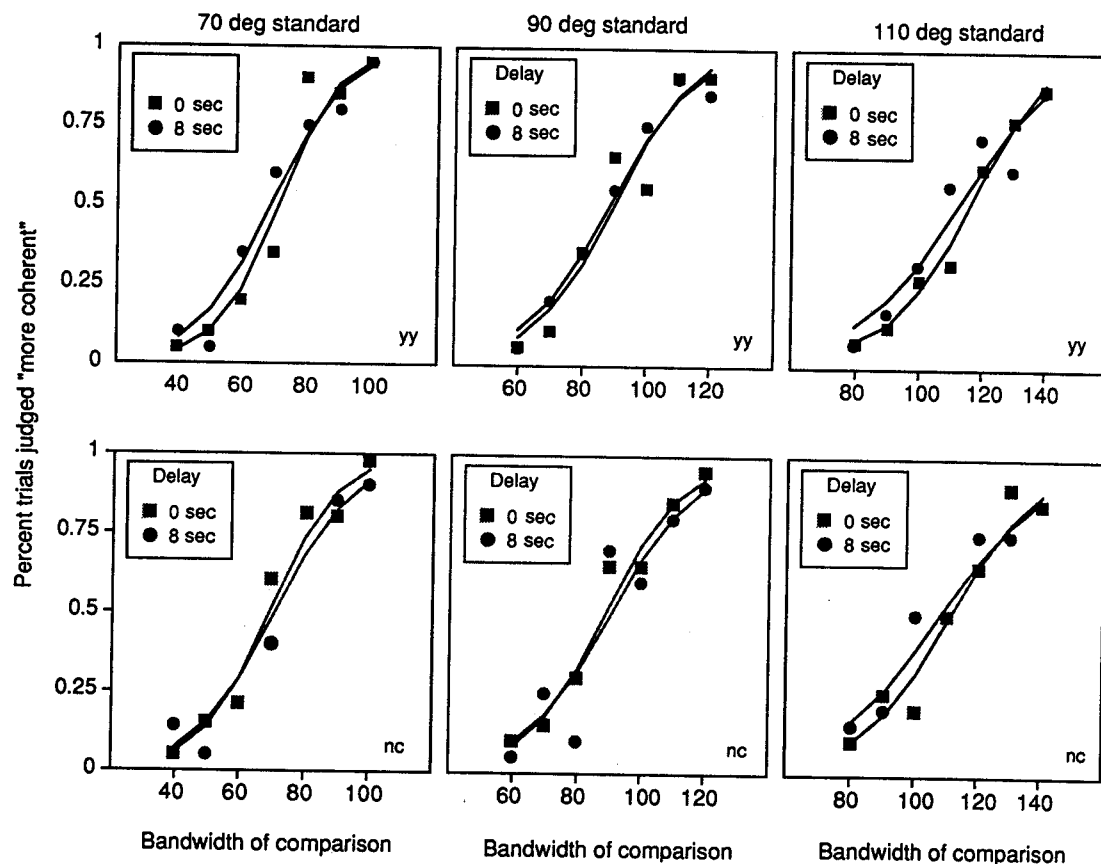 70 deg standard
90 deg standard
110 deg standard
Percent trials judged "more coherent"
1
0.75
0.5
0.25
0
0 sec
8 sec
yy
40 60 80 100
Delay
0 sec
8 sec
yy
60 80 100 120
Delay
0 sec
8 sec
yy
80 100 120 140
1
0.75
0.5
0.25
0
Delay
0 sec
8 sec
nc
40 60 80 100
Bandwidth of comparison
Delay
0 sec
8 sec
nc
60 80 100 120
Bandwidth of comparison
Delay
0 sec
8 sec
nc
80 100 120 140
Bandwidth of comparison